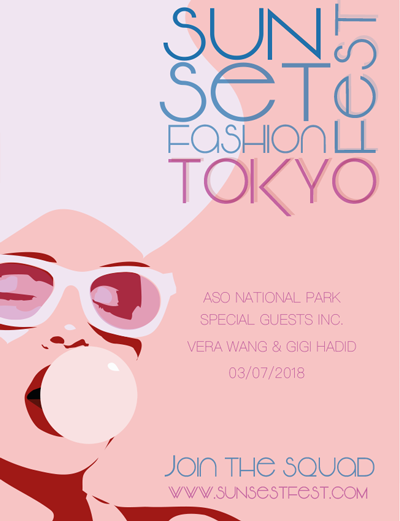 SUN
SET
FASHION
FEST
TOKYO
ASO NATIONAL PARK
SPECIAL GUESTS INC.
VERA WANG & GIGI HADID
03/07/2018
JOIN THE SQUAD
WWW.SUNSESTFEST.COM